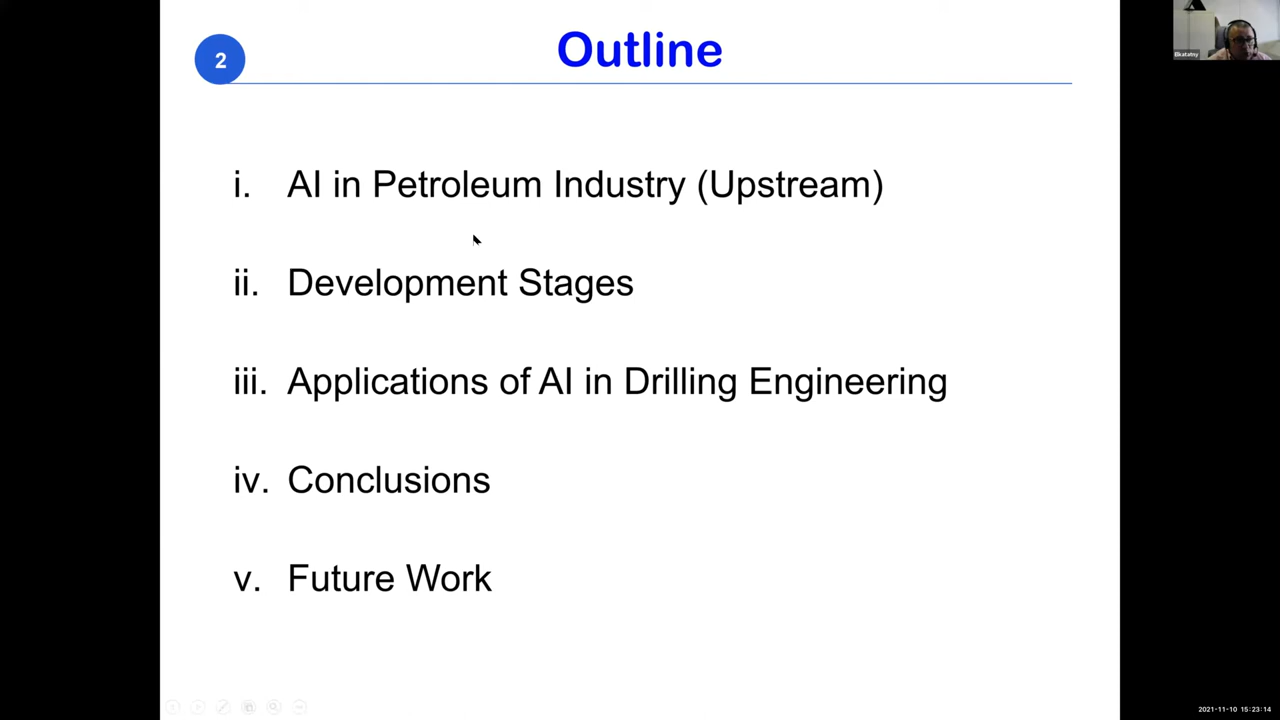 2
Outline
Elkatatny
i. AI in Petroleum Industry (Upstream)
ii. Development Stages
iii. Applications of AI in Drilling Engineering
iv. Conclusions
v. Future Work
2021-11-10 15:23:14